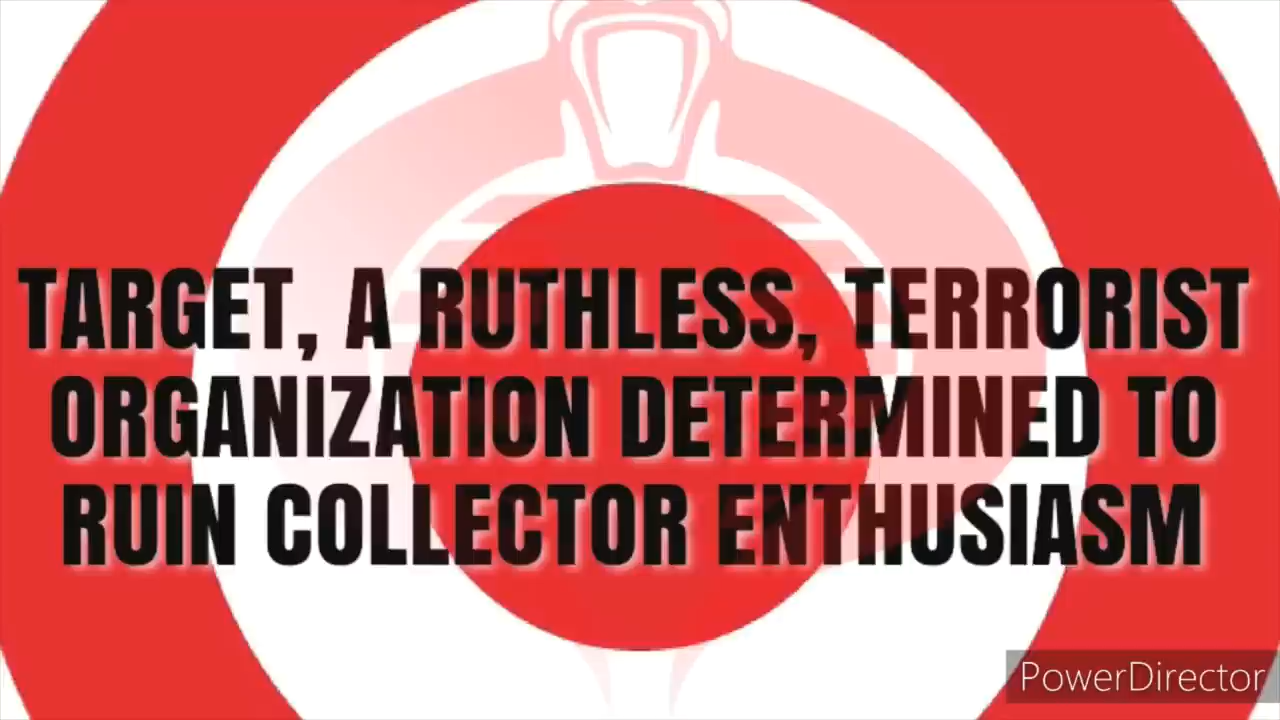 TARGET, A RUTHLESS, TERRORIST
ORGANIZATION DETERMINED TO
RUIN COLLECTOR ENTHUSIASM
PowerDirector